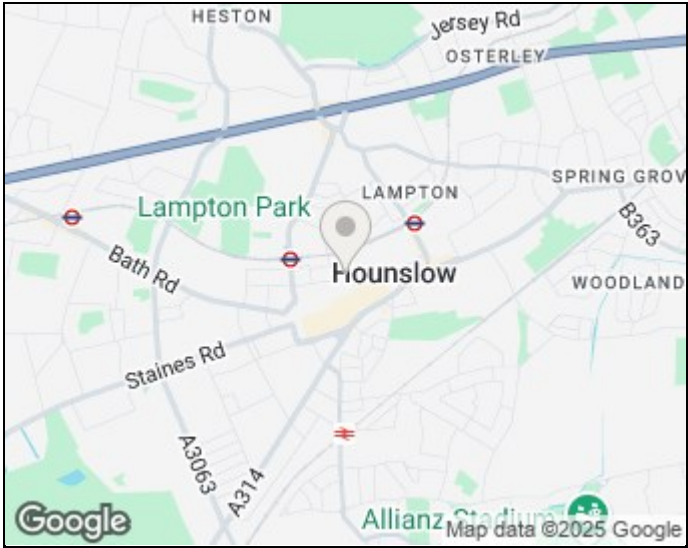 HESTON
Jersey Rd
OSTERLEY
SPRING GROV
LAMPTON
Lampton Park
B363
Bath Rd
Hounslow
WOODLAND
Staines Rd
A3063
A314
Allianz Stadium
Google
Map data ©2025 Google